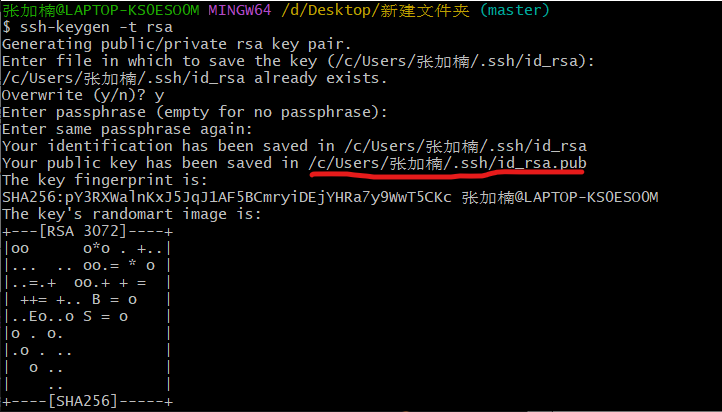 张加楠@LAPTOP-KS0ESO0M MINGW64 /d/Desktop/新建文件夹 (master)
$ ssh-keygen -t rsa
Generating public/private rsa key pair.
Enter file in which to save the key (/c/Users/张加楠/.ssh/id_rsa):
/c/Users/张加楠/.ssh/id_rsa already exists.
Overwrite (y/n)? y
Enter passphrase (empty for no passphrase):
Enter same passphrase again:
Your identification has been saved in /c/Users/张加楠/.ssh/id_rsa
Your public key has been saved in /c/Users/张加楠/.ssh/id_rsa.pub
The key fingerprint is:
SHA256:pY3RXWalnKxJ5JqJ1AF5BCmryiDEjYHRa7y9WwT5CKc 张加楠@LAPTOP-KS0ESO0M
The key's randomart image is:
+---[RSA 3072]----+
|oo      o*o . +..|
|...  .. oo.= * o |
|..=.+  oo.+ + =  |
| ++= +.. B = o   |
|..Eo..o S = o    |
|o . o.           |
|.o . ..          |
|  o ..           |
|    ..           |
+----[SHA256]-----+